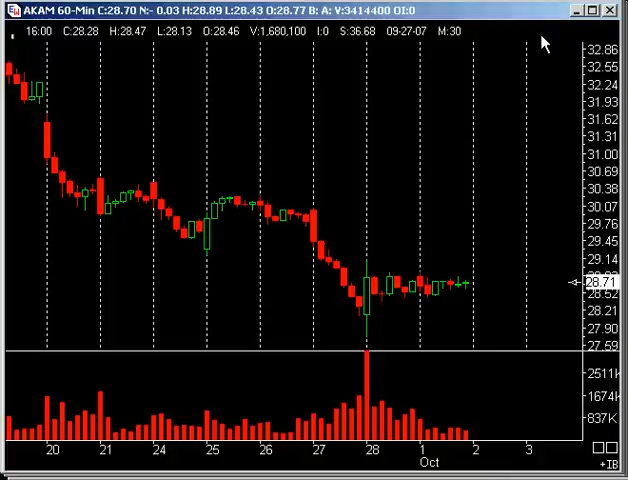 AKAM 60-Min C:28.70 N:- 0.03 H:28.89 L:28.43 O:28.77 B: A: V:3414400 OI:0
16:00 C:28.28 H:28.47 L:28.13 O:28.46 V:1,680,100 I:0 S:36.68 09-27-07 M:30
32.86
32.55
32.24
31.93
31.62
31.31
31.00
30.69
30.38
30.07
29.76
29.45
29.14
28.71
28.52
28.21
27.90
27.59
2511K
1674K
837K
20 21 24 25 26 27 28 1 2 3
Oct
+IB